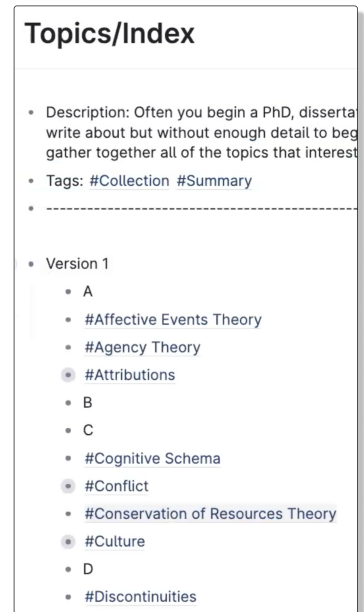 Topics/Index
Description: Often you begin a PhD, disserta
write about but without enough detail to beg
gather together all of the topics that interest
Tags: #Collection #Summary
--------------------------------------------
Version 1
A
#Affective Events Theory
#Agency Theory
#Attributions
B
C
#Cognitive Schema
#Conflict
#Conservation of Resources Theory
#Culture
D
#Discontinuities